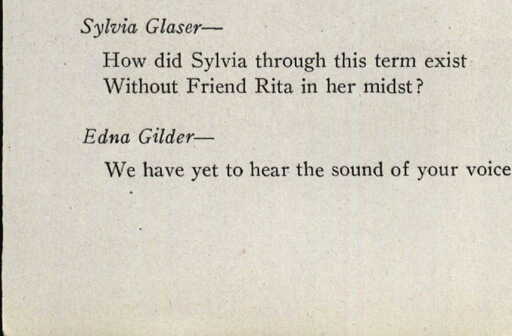 Sylvia Glaser—
How did Sylvia through this term exist
Without Friend Rita in her midst?
Edna Gilder—
We have yet to hear the sound of your voice